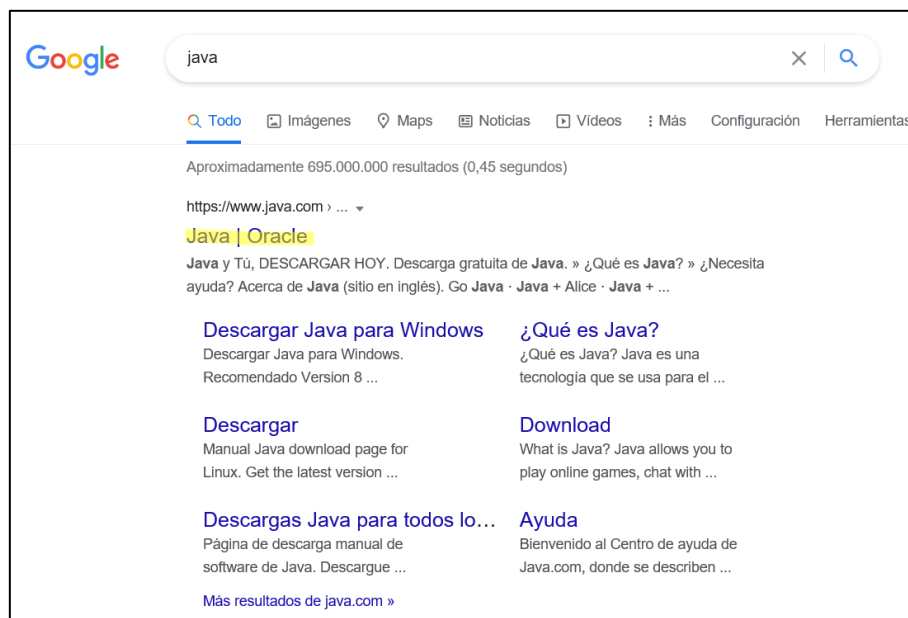 Google
java
Todo Imágenes Maps Noticias Vídeos Más Configuración Herramientas
Aproximadamente 695.000.000 resultados (0,45 segundos)
https://www.java.com › ...
Java | Oracle
Java y Tú, DESCARGAR HOY. Descarga gratuita de Java. » ¿Qué es Java? » ¿Necesita
ayuda? Acerca de Java (sitio en inglés). Go Java · Java + Alice · Java + ...
Descargar Java para Windows
Descargar Java para Windows.
Recomendado Version 8 ...
¿Qué es Java?
¿Qué es Java? Java es una
tecnología que se usa para el ...
Descargar
Manual Java download page for
Linux. Get the latest version ...
Download
What is Java? Java allows you to
play online games, chat with ...
Descargas Java para todos lo...
Página de descarga manual de
software de Java. Descargue ...
Ayuda
Bienvenido al Centro de ayuda de
Java.com, donde se describen ...
Más resultados de java.com »